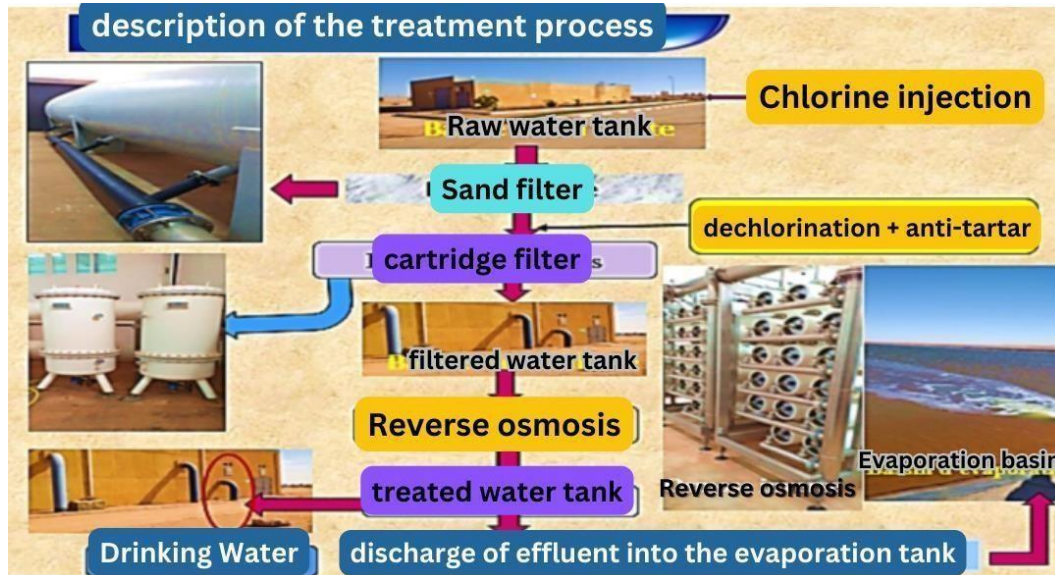 description of the treatment process
Chlorine injection
Raw water tank
Sand filter
dechlorination + anti-tartar
cartridge filter
filtered water tank
Reverse osmosis
Evaporation basin
Reverse osmosis
treated water tank
Drinking Water
discharge of effluent into the evaporation tank